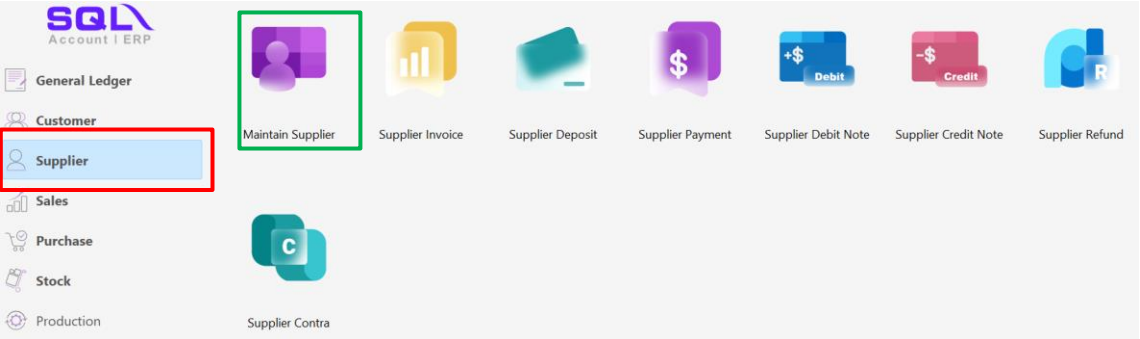 SQL
Account | ERP
General Ledger
Customer
Supplier
Sales
Purchase
Stock
Production
$
+$
Debit
-$
Credit
R
Maintain Supplier
Supplier Invoice
Supplier Deposit
Supplier Payment
Supplier Debit Note
Supplier Credit Note
Supplier Refund
C
Supplier Contra